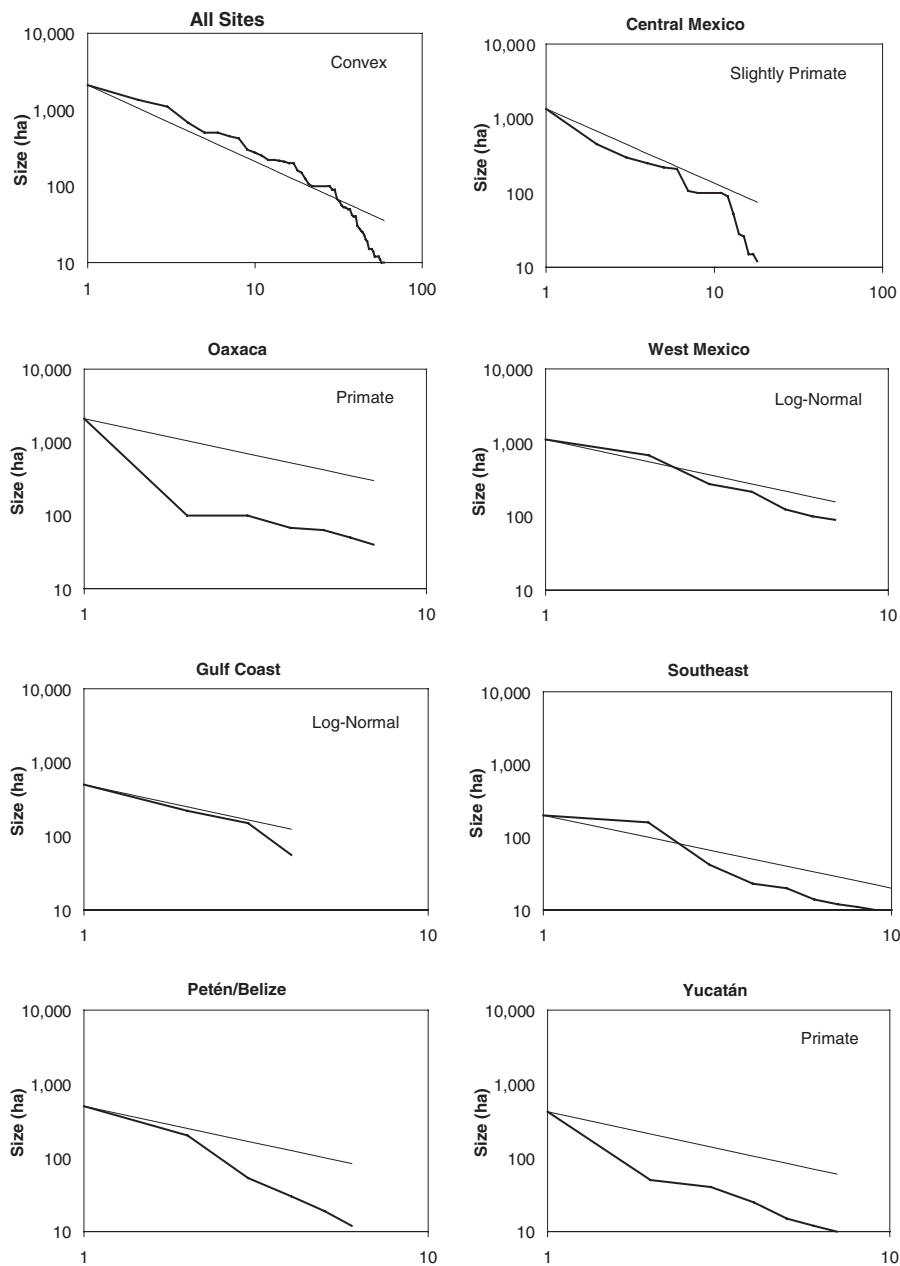 All Sites
10,000
1,000
100
10
Size (ha)
Convex
1 10 100
Central Mexico
10,000
1,000
100
10
Size (ha)
Slightly Primate
1 10 100
Oaxaca
10,000
1,000
100
10
Size (ha)
Primate
1 10
West Mexico
10,000
1,000
100
10
Size (ha)
Log-Normal
1 10
Gulf Coast
10,000
1,000
100
10
Size (ha)
Log-Normal
1 10
Southeast
10,000
1,000
100
10
Size (ha)
1 10
Petén/Belize
10,000
1,000
100
10
Size (ha)
1 10
Yucatán
10,000
1,000
100
10
Size (ha)
Primate
1 10